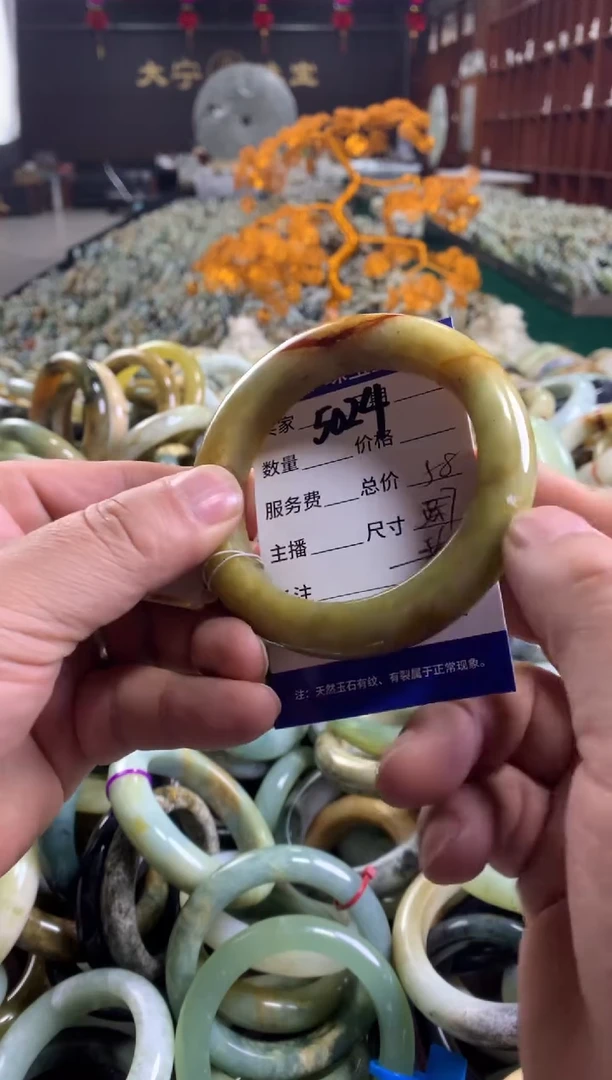 大宁
家 5024
数量 价格
服务费 总价 58
主播 尺寸
注
注：天然玉石有纹、有裂属于正常现象。